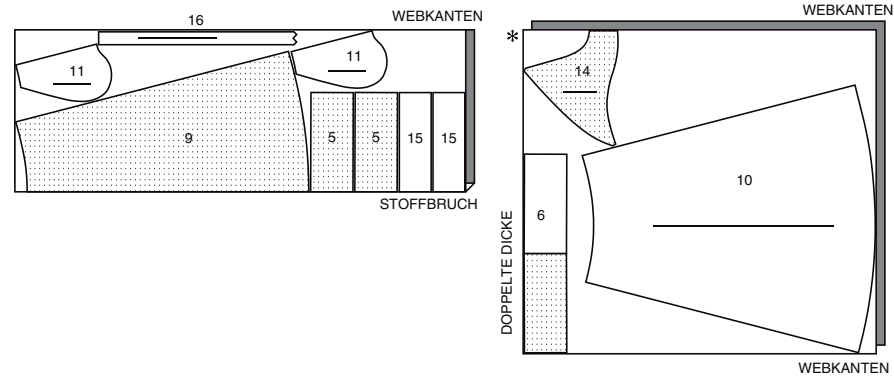 16
WEBKANTEN
11
11
9
5
5
15
15
STOFFBRUCH
WEBKANTEN
*
14
10
6
DOPPELTE DICKE
WEBKANTEN